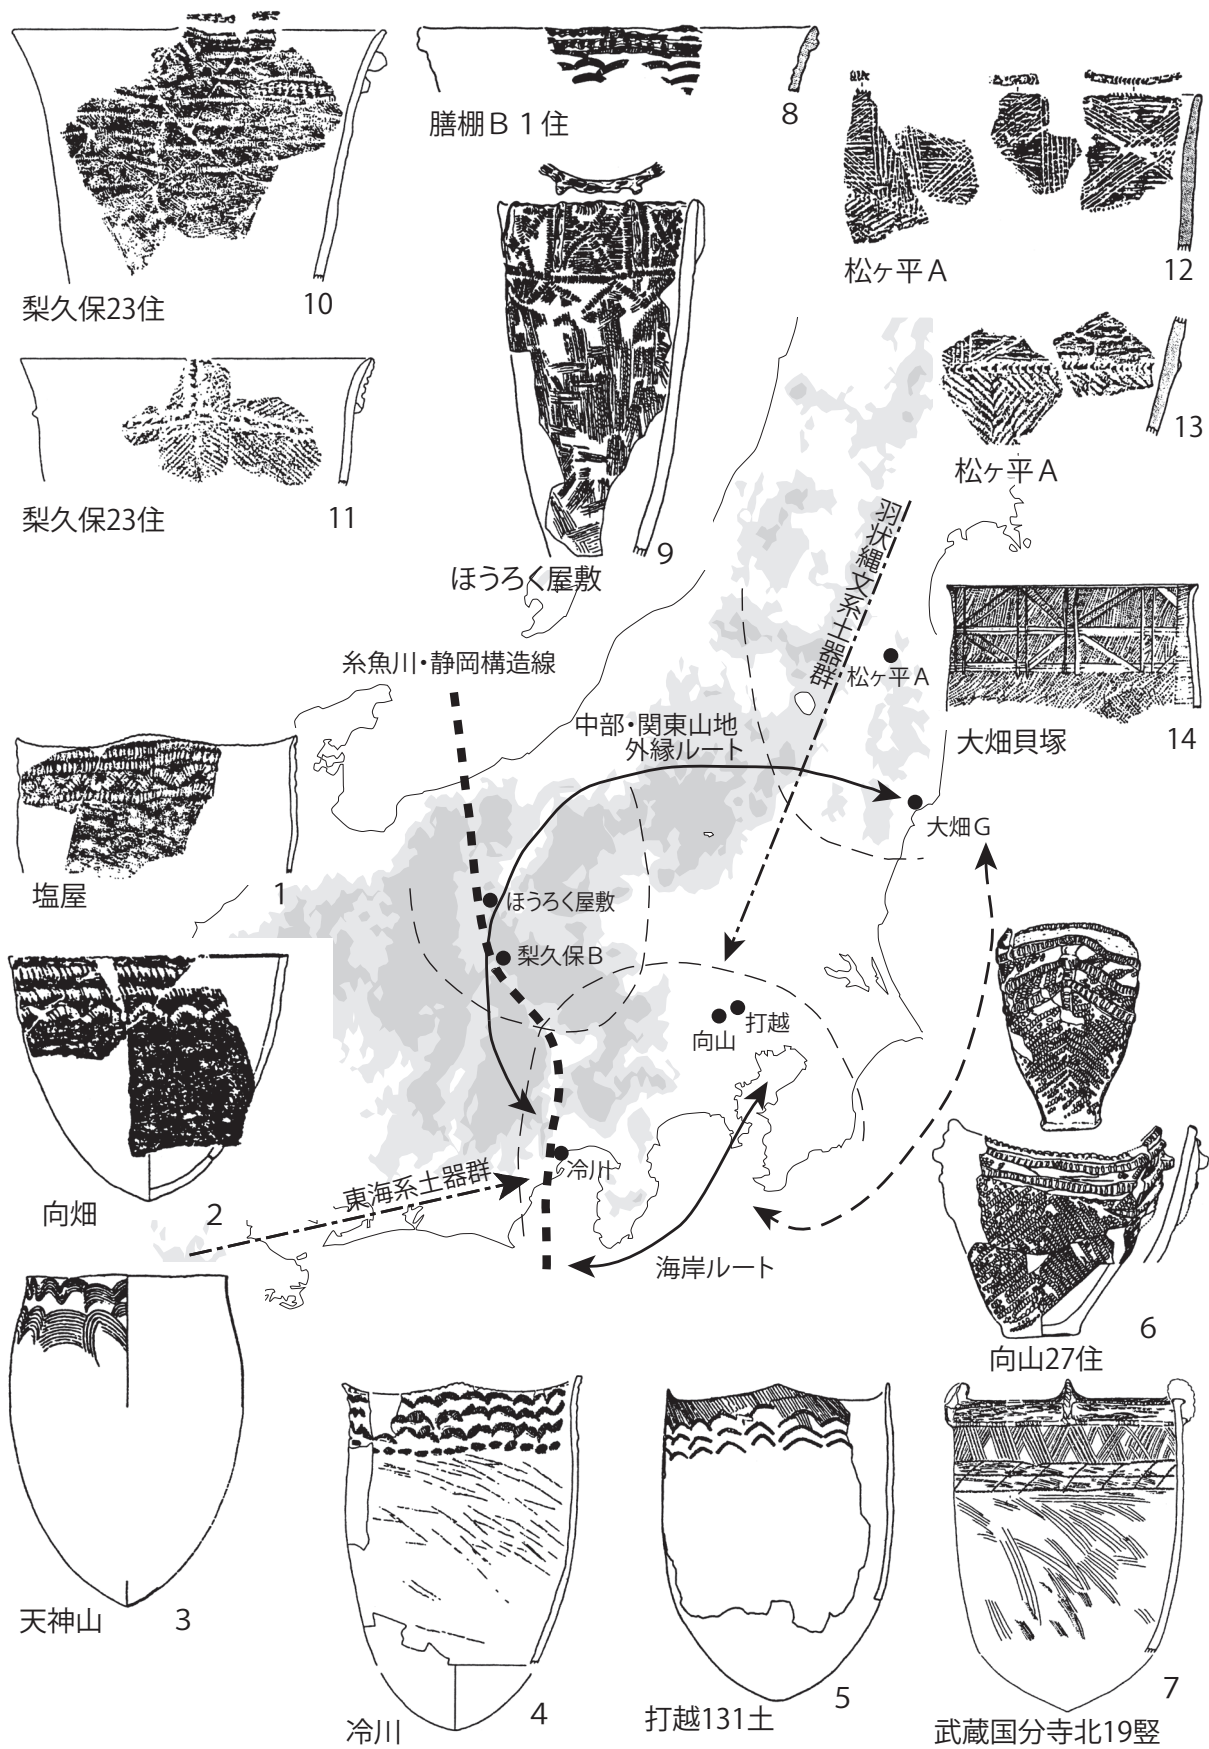 梨久保23住
10
膳棚B1住
8
松ヶ平A
12
梨久保23住
11
ほうろく屋敷
9
松ヶ平A
13
羽状縄文系土器群
糸魚川・静岡構造線
中部・関東山地
外縁ルート
松ヶ平A
大畑貝塚
14
大畑G
塩屋
1
ほうろく屋敷
梨久保B
向山
打越
向畑
2
冷川
東海系土器群
海岸ルート
向山27住
6
天神山
3
冷川
4
打越131土
5
武蔵国分寺北19竪
7